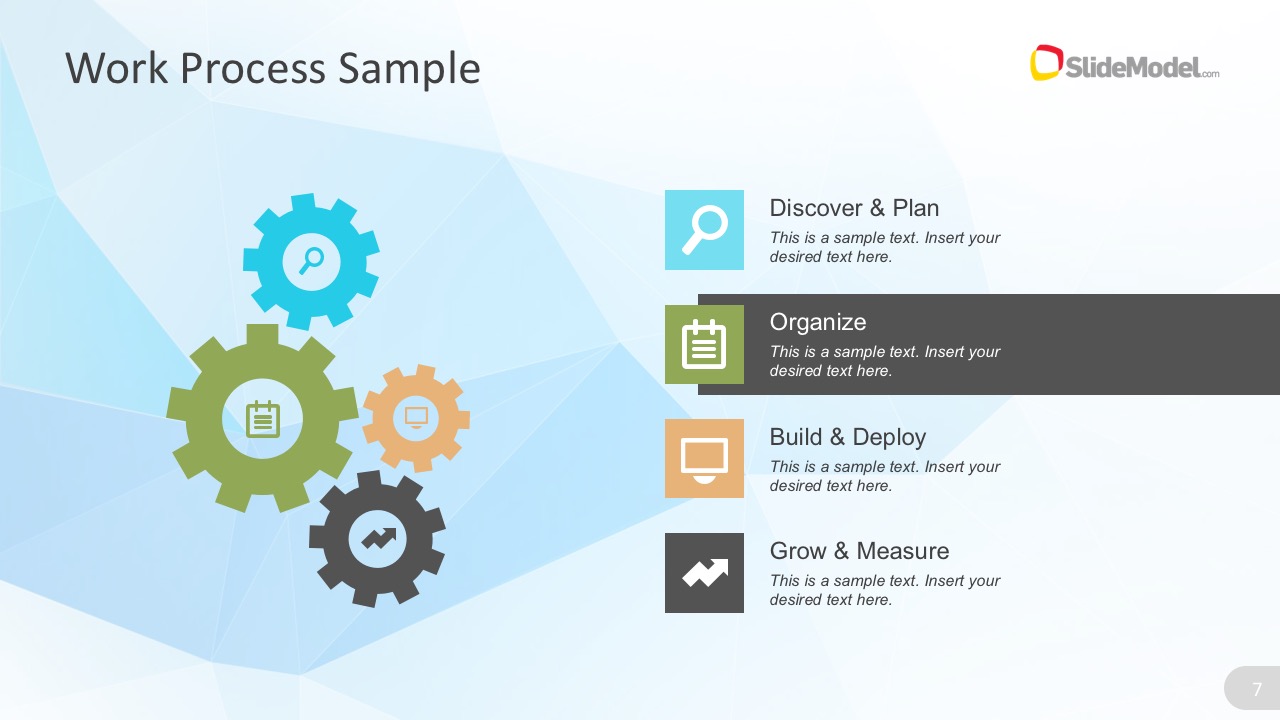 Work Process Sample
SlideModel.com
Discover & Plan
This is a sample text. Insert your
desired text here.
Organize
This is a sample text. Insert your
desired text here.
Build & Deploy
This is a sample text. Insert your
desired text here.
Grow & Measure
This is a sample text. Insert your
desired text here.
7